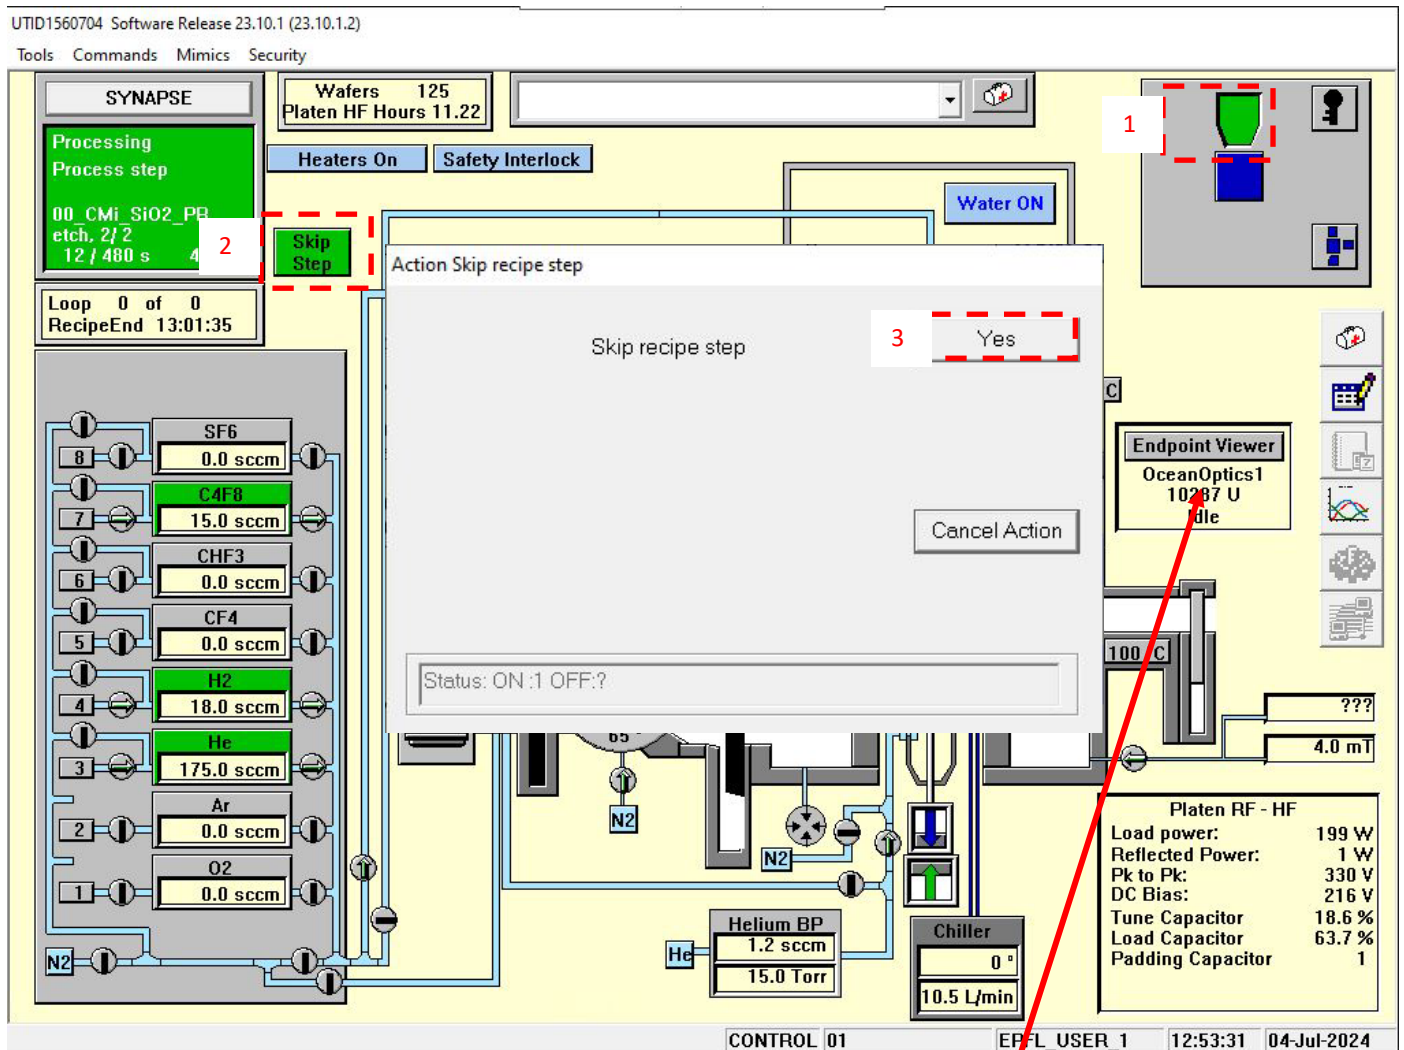 UTID1560704 Software Release 23.10.1 (23.10.1.2)
Tools Commands Mimics Security
SYNAPSE
Processing
Process step
00_CMi_SiO2_PR
etch, 2/ 2
12 / 480 s
Wafers 125
Platen HF Hours 11.22
Heaters On
Safety Interlock
1
Water ON
2
Skip
Step
Loop 0 of 0
RecipeEnd 13:01:35
Action Skip recipe step
Skip recipe step
3
Yes
Cancel Action
Status: ON :1 OFF:?
C
Endpoint Viewer
OceanOptics1
10287 U
Idle
8
SF6
0.0 sccm
7
C4F8
15.0 sccm
6
CHF3
0.0 sccm
5
CF4
0.0 sccm
4
H2
18.0 sccm
3
He
175.0 sccm
2
Ar
0.0 sccm
1
O2
0.0 sccm
N2
65 °
N2
N2
100 °C
???
4.0 mT
Helium BP
He
1.2 sccm
15.0 Torr
Chiller
0 °
10.5 L/min
Platen RF - HF
Load power: 199 W
Reflected Power: 1 W
Pk to Pk: 330 V
DC Bias: 216 V
Tune Capacitor 18.6 %
Load Capacitor 63.7 %
Padding Capacitor 1
CONTROL 01 EPFL_USER_1 12:53:31 04-Jul-2024